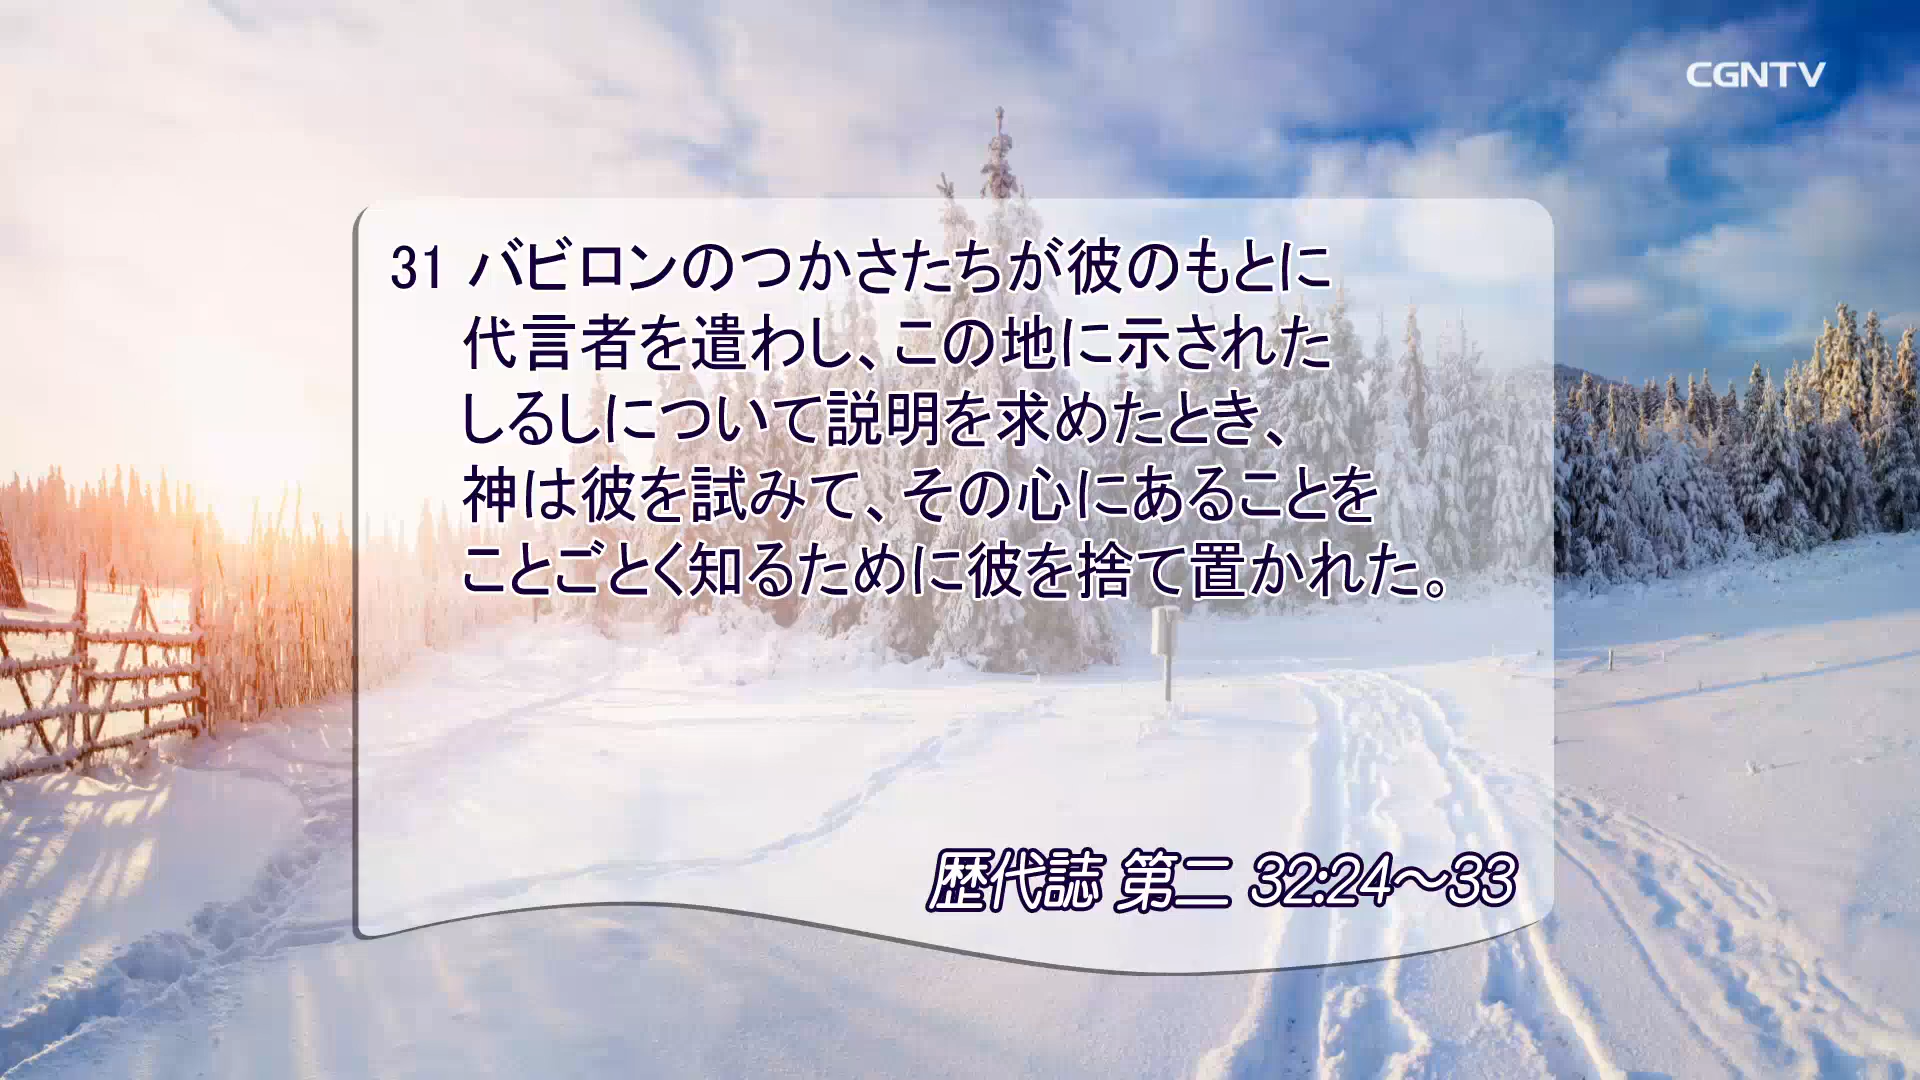 CGNTV
31 バビロンのつかさたちが彼のもとに
代言者を遣わし、この地に示された
しるしについて説明を求めたとき、
神は彼を試みて、その心にあることを
ことごとく知るために彼を捨て置かれた。
歴代誌 第二 32:24～33